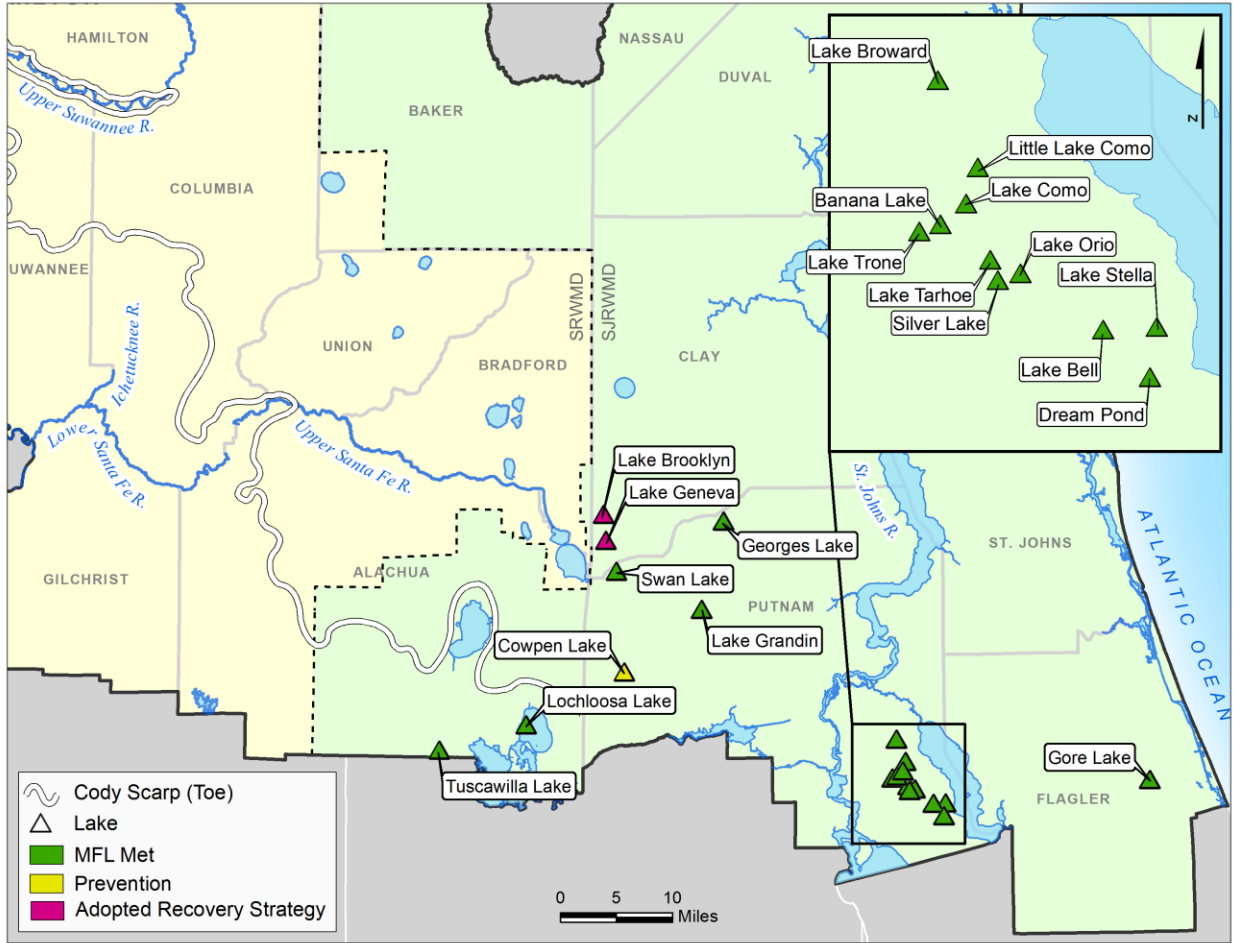 HAMILTON
NASSAU
DUVAL
BAKER
Upper Suwannee R.
COLUMBIA
UWANNEE
Ichetucknee R.
UNION
BRADFORD
SRWMD
SJRWMD
CLAY
Lower Santa Fe R.
Upper Santa Fe R.
GILCHRIST
ALACHUA
PUTNAM
ST. JOHNS
St. Johns R.
ATLANTIC OCEAN
FLAGLER
Lake Broward
Little Lake Como
Lake Como
Banana Lake
Lake Trone
Lake Orio
Lake Stella
Lake Tarhoe
Silver Lake
Lake Bell
Dream Pond
N
Lake Brooklyn
Lake Geneva
Georges Lake
Swan Lake
Lake Grandin
Cowpen Lake
Lochloosa Lake
Tuscawilla Lake
Gore Lake
Cody Scarp (Toe)
Lake
MFL Met
Prevention
Adopted Recovery Strategy
0 5 10
Miles